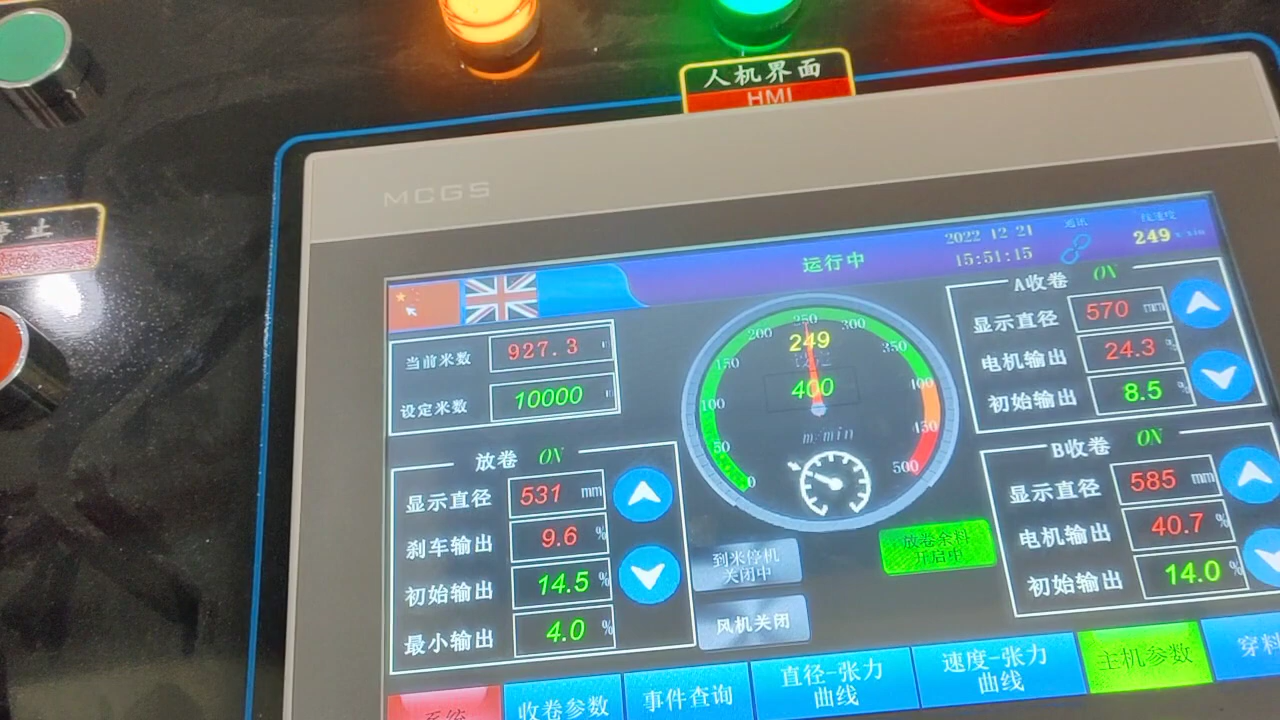 人机界面
HMI
停止
MCGS
运行中
2022 12 21
15:51:15
通讯
线速度
249
当前米数 927.3 m
设定米数 10000 m
放卷 ON
显示直径 531 mm
刹车输出 9.6 %
初始输出 14.5 %
最小输出 4.0 %
0
50
100
150
200
250
300
350
400
450
500
249
400
m/min
到米停机
关闭中
风机关闭
放卷余料
开启中
A收卷 ON
显示直径 570 mm
电机输出 24.3 %
初始输出 8.5 %
B收卷 ON
显示直径 585 mm
电机输出 40.7 %
初始输出 14.0 %
系统
收卷参数
事件查询
直径-张力
曲线
速度-张力
曲线
主机参数
穿料